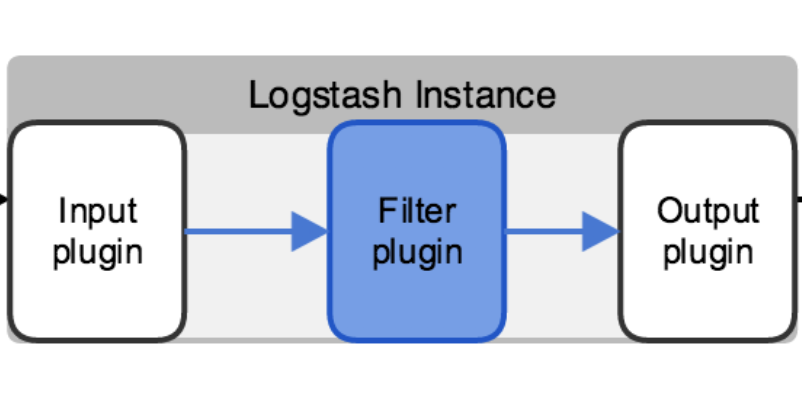 Logstash Instance
Input
plugin
Filter
plugin
Output
plugin